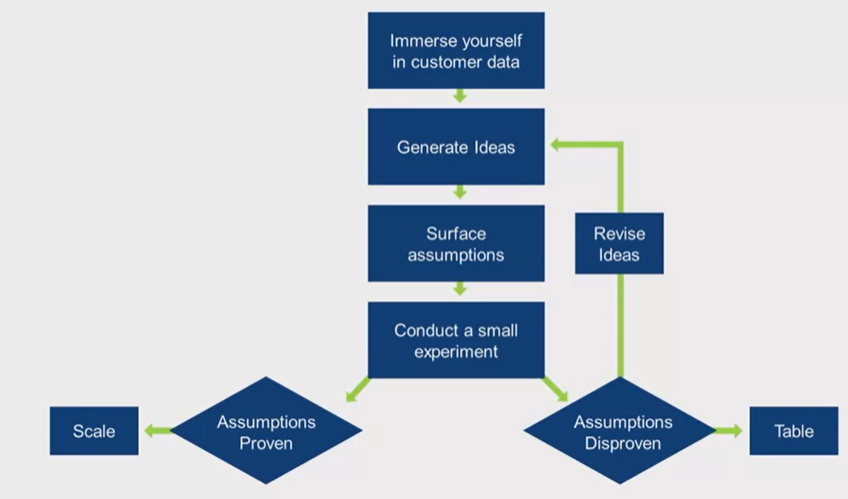 Immerse yourself
in customer data
Generate Ideas
Surface
assumptions
Revise
Ideas
Conduct a small
experiment
Scale
Assumptions
Proven
Assumptions
Disproven
Table